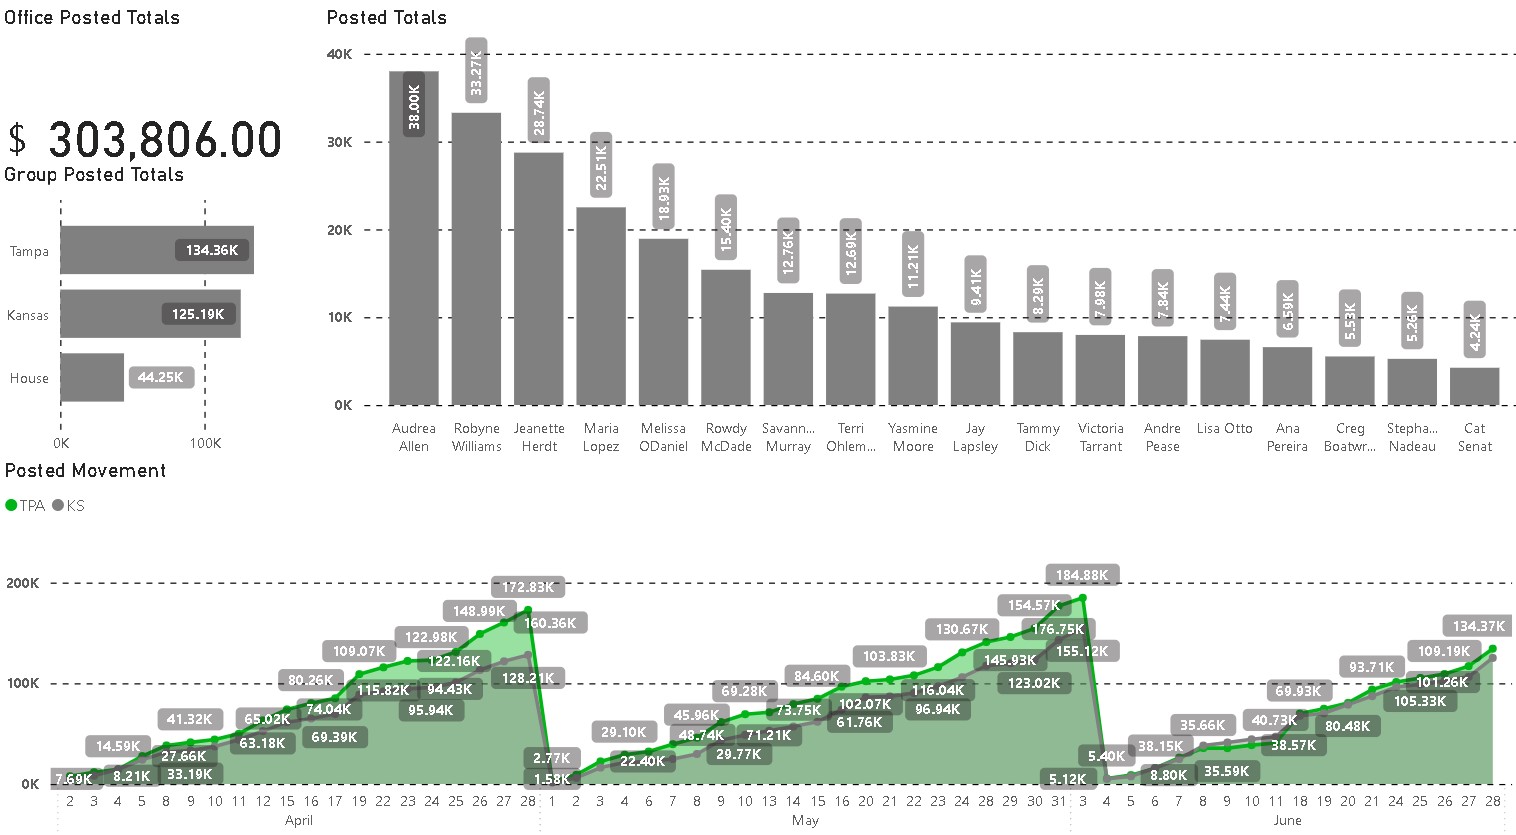 Office Posted Totals
$ 303,806.00
Group Posted Totals
Tampa 134.36K
Kansas 125.19K
House 44.25K
0K 100K
Posted Totals
40K
30K
20K
10K
0K
38.00K 33.27K 28.74K 22.51K 18.93K 15.40K 12.76K 12.69K 11.21K 9.41K 8.29K 7.98K 7.84K 7.44K 6.59K 5.53K 5.26K 4.24K
Audrea Robyne Jeanette Maria Melissa Rowdy Savann... Terri Yasmine Jay Tammy Victoria Andre Lisa Otto Ana Creg Stepha... Cat
Allen Williams Herdt Lopez ODaniel McDade Murray Ohlem... Moore Lapsley Dick Tarrant Pease Pereira Boatwr... Nadeau Senat
Posted Movement
TPA KS
200K
100K
0K
7.69K 14.59K 8.21K 41.32K 27.66K 33.19K 65.02K 63.18K 80.26K 74.04K 69.39K 109.07K 115.82K 122.98K 95.94K 122.16K 94.43K 148.99K 172.83K 160.36K 128.21K
2.77K 1.58K 29.10K 22.40K 45.96K 48.74K 69.28K 29.77K 71.21K 73.75K 84.60K 61.76K 102.07K 103.83K 116.04K 96.94K 130.67K 145.93K 154.57K 123.02K 176.75K 184.88K 155.12K
5.12K 5.40K 38.15K 8.80K 35.66K 35.59K 40.73K 38.57K 69.93K 80.48K 93.71K 105.33K 109.19K 101.26K 134.37K
2 3 4 5 8 9 10 11 12 15 16 17 19 22 23 24 25 26 27 28 1 2 3 6 7 8 9 10 13 14 15 16 20 21 22 23 24 28 29 30 31 3 4 5 6 7 8 9 10 11 18 19 20 21 24 25 26 27 28
April May June